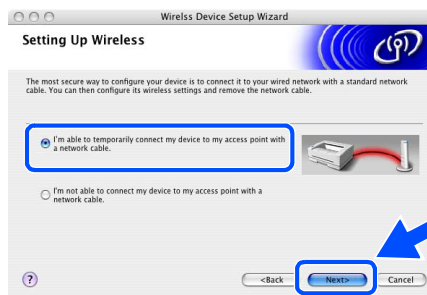 Wirelss Device Setup Wizard
Setting Up Wireless
The most secure way to configure your device is to connect it to your wired network with a standard network
cable. You can then configure its wireless settings and remove the network cable.
I'm able to temporarily connect my device to my access point with
a network cable.
I'm not able to connect my device to my access point with a
network cable.
?
<Back Next> Cancel